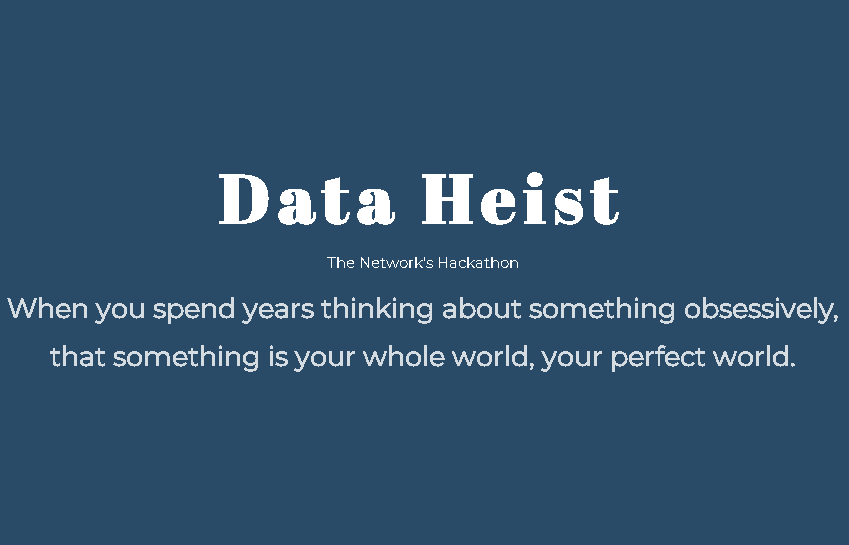 Data Heist
The Network's Hackathon
When you spend years thinking about something obsessively,
that something is your whole world, your perfect world.